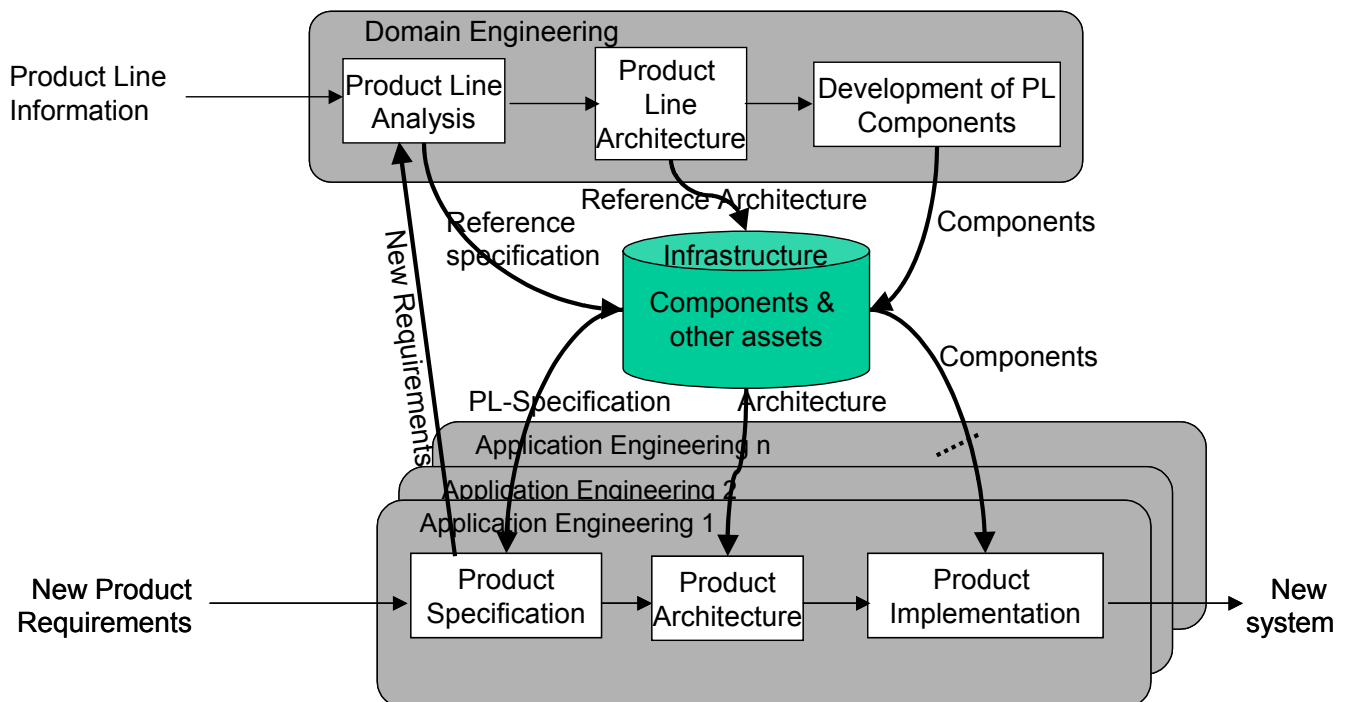 Domain Engineering
Product Line
Information
Product Line
Analysis
Product
Line
Architecture
Development of PL
Components
Reference Architecture
Reference
specification
Components
New Requirements
Infrastructure
Components &
other assets
Components
PL-Specification
Architecture
Application Engineering n
Application Engineering 2
Application Engineering 1
New Product
Requirements
Product
Specification
Product
Architecture
Product
Implementation
New
system